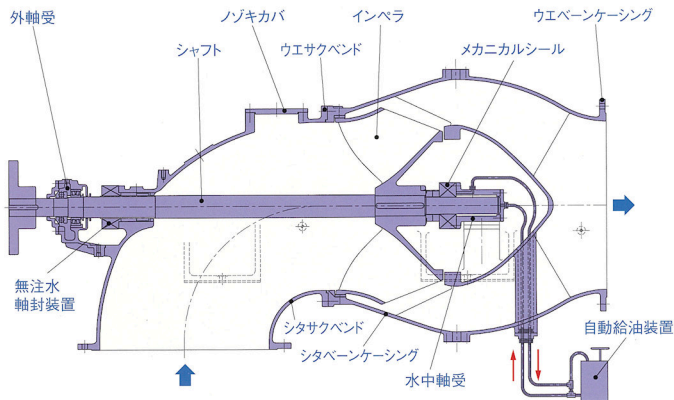 外軸受
ノゾキカバ
インペラ
ウエベーンケーシング
シャフト
ウエサクベンド
メカニカルシール
無注水
軸封装置
シタサクベンド
シタベーンケーシング
水中軸受
自動給油装置